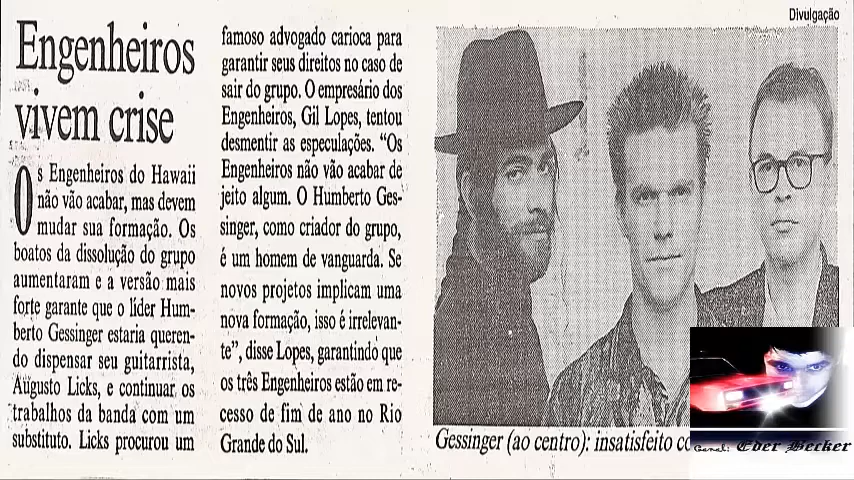 Divulgação
Engenheiros
vivem crise
Os Engenheiros do Hawaii
não vão acabar, mas devem
mudar sua formação. Os
boatos da dissolução do grupo
aumentaram e a versão mais
forte garante que o líder Hum-
berto Gessinger estaria queren-
do dispensar seu guitarrista,
Augusto Licks, e continuar os
trabalhos da banda com um
substituto. Licks procurou um
famoso advogado carioca para
garantir seus direitos no caso de
sair do grupo. O empresário dos
Engenheiros, Gil Lopes, tentou
desmentir as especulações. “Os
Engenheiros não vão acabar de
jeito algum. O Humberto Ges-
singer, como criador do grupo,
é um homem de vanguarda. Se
novos projetos implicam uma
nova formação, isso é irrelevan-
te”, disse Lopes, garantindo que
os três Engenheiros estão em re-
cesso de fim de ano no Rio
Grande do Sul.
Gessinger (ao centro): insatisfeito
Canal: Eder Becker